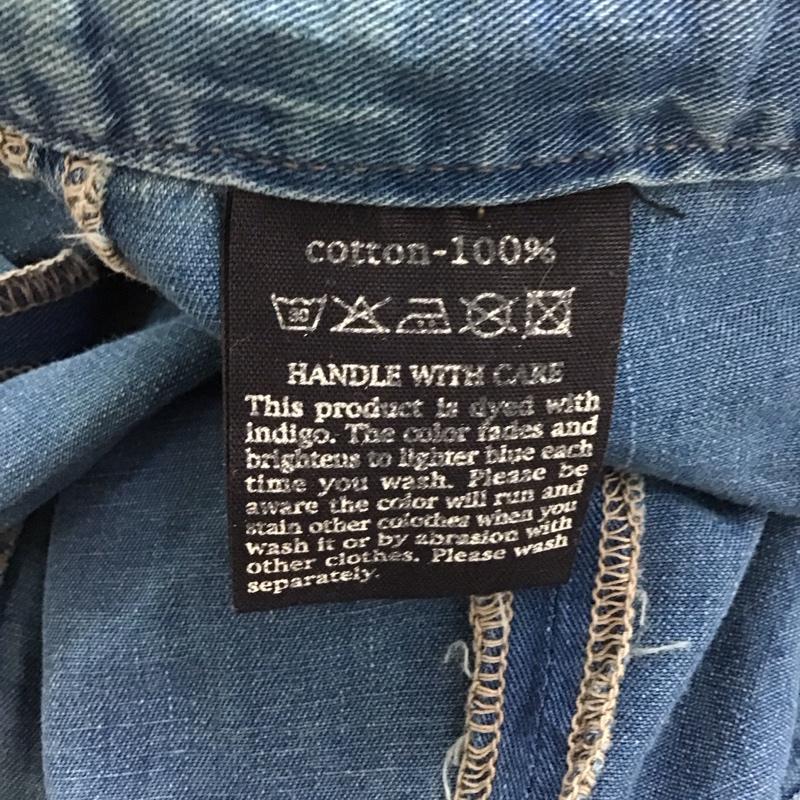 cotton-100%
30
HANDLE WITH CARE
This product is dyed with
indigo. The color fades and
brightens to lighter blue each
time you wash. Please be
aware the color will run and
stain other colothes when you
wash it or by abrasion with
other clothes. Please wash
separately.